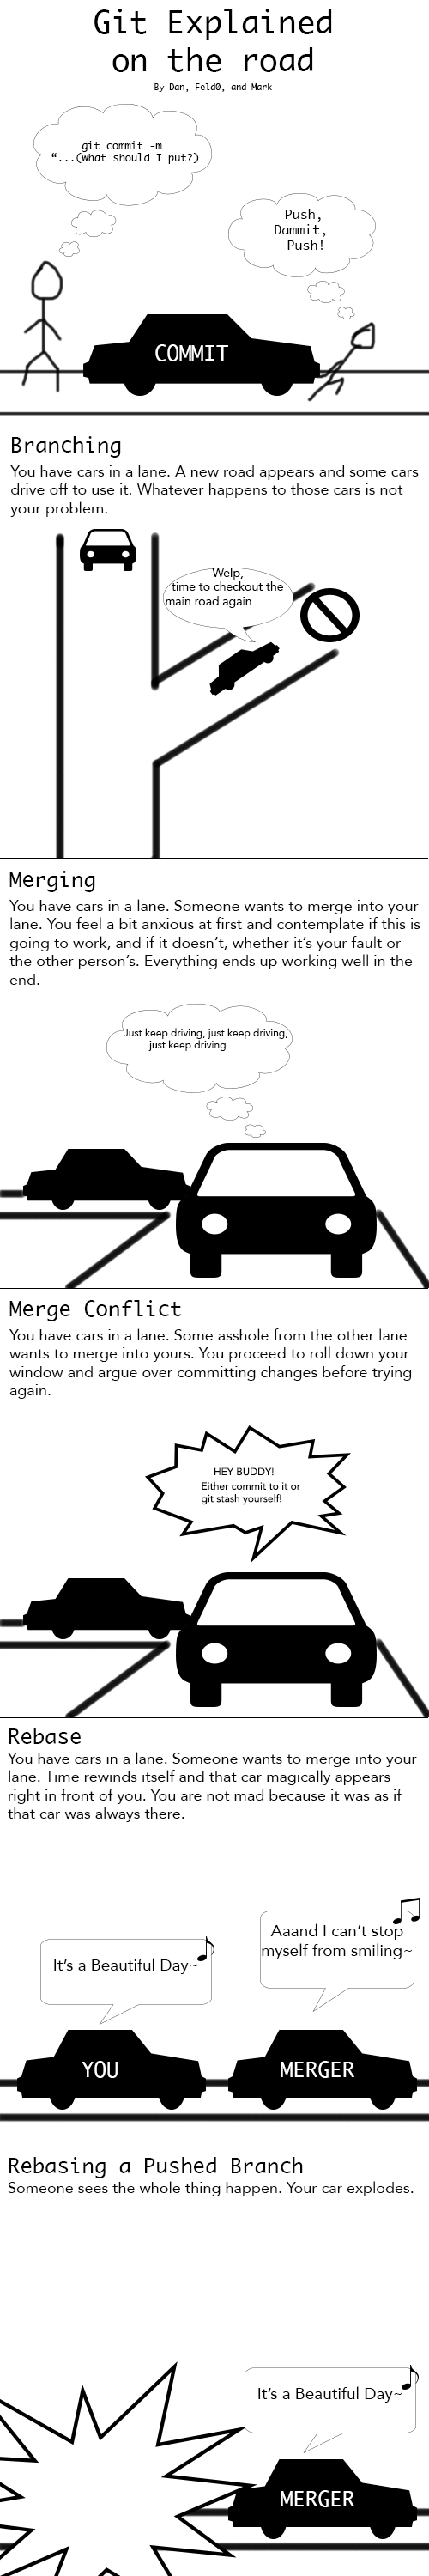 Git Explained
on the road
By Dan, Feld0, and Mark
git commit -m
“...(what should I put?)
Push,
Dammit,
Push!
COMMIT
Branching
You have cars in a lane. A new road appears and some cars
drive off to use it. Whatever happens to those cars is not
your problem.
Welp,
time to checkout the
main road again
Merging
You have cars in a lane. Someone wants to merge into your
lane. You feel a bit anxious at first and contemplate if this is
going to work, and if it doesn’t, whether it’s your fault or
the other person’s. Everything ends up working well in the
end.
Just keep driving, just keep driving,
just keep driving......
Merge Conflict
You have cars in a lane. Some asshole from the other lane
wants to merge into yours. You proceed to roll down your
window and argue over committing changes before trying
again.
HEY BUDDY!
Either commit to it or
git stash yourself!
Rebase
You have cars in a lane. Someone wants to merge into your
lane. Time rewinds itself and that car magically appears
right in front of you. You are not mad because it was as if
that car was always there.
It’s a Beautiful Day~
Aaand I can’t stop
myself from smiling~
YOU
MERGER
Rebasing a Pushed Branch
Someone sees the whole thing happen. Your car explodes.
It’s a Beautiful Day~
MERGER